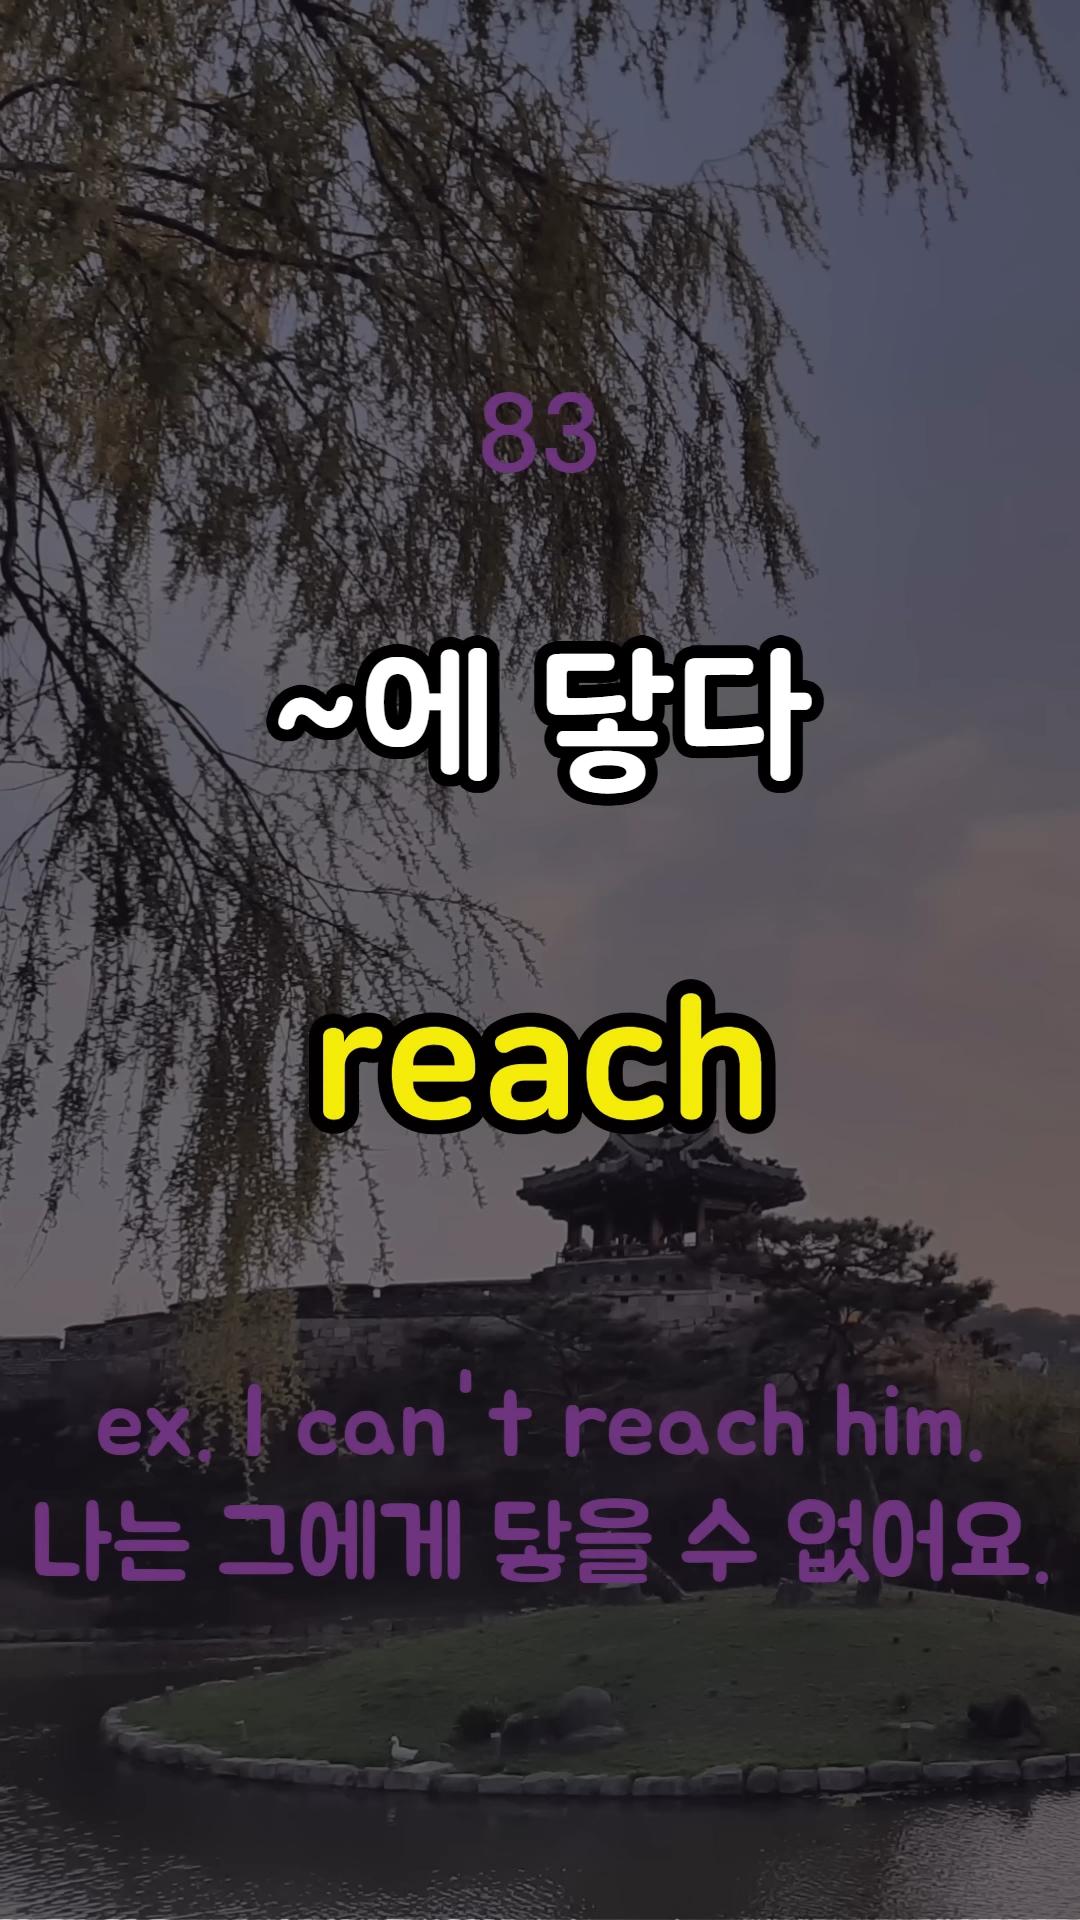 83
~에 닿다
reach
ex. I can't reach him.
나는 그에게 닿을 수 없어요.